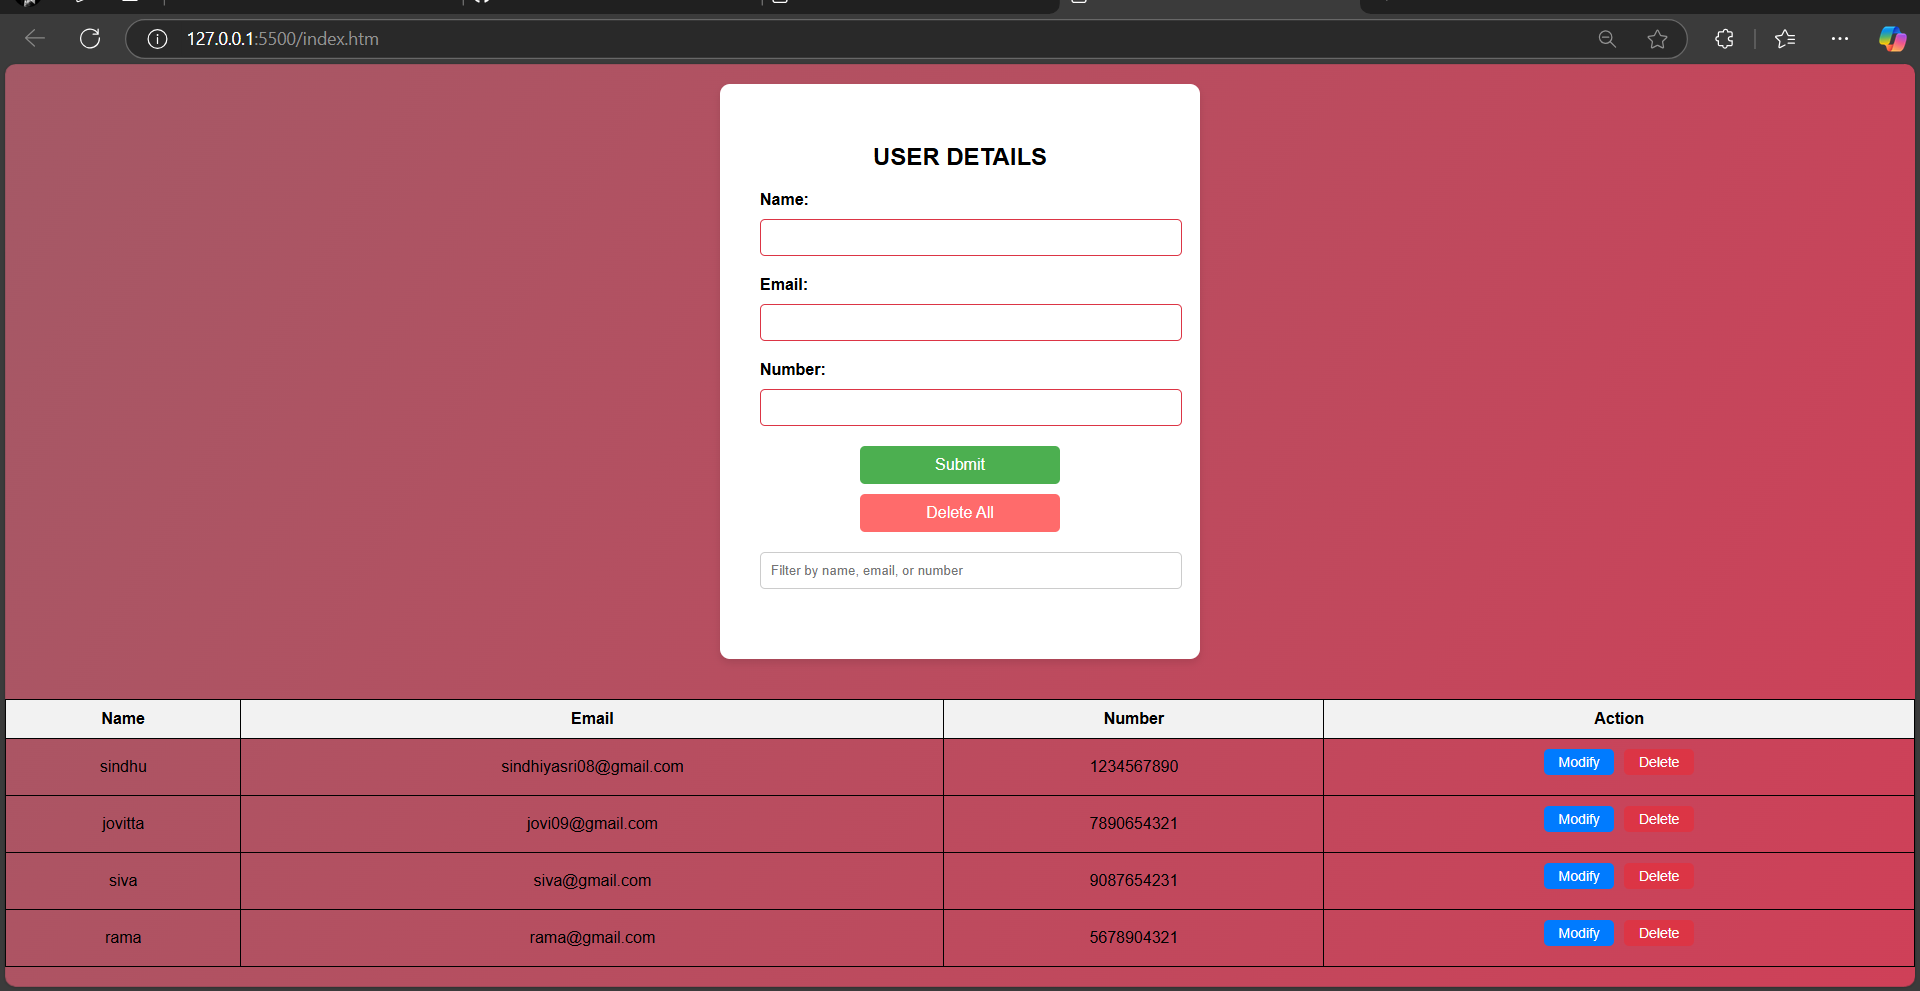 127.0.0.1:5500/index.htm
USER DETAILS
Name:
Email:
Number:
Submit
Delete All
Filter by name, email, or number
Name Email Number Action
sindhu sindhiyasri08@gmail.com 1234567890 Modify Delete
jovitta jovi09@gmail.com 7890654321 Modify Delete
siva siva@gmail.com 9087654231 Modify Delete
rama rama@gmail.com 5678904321 Modify Delete